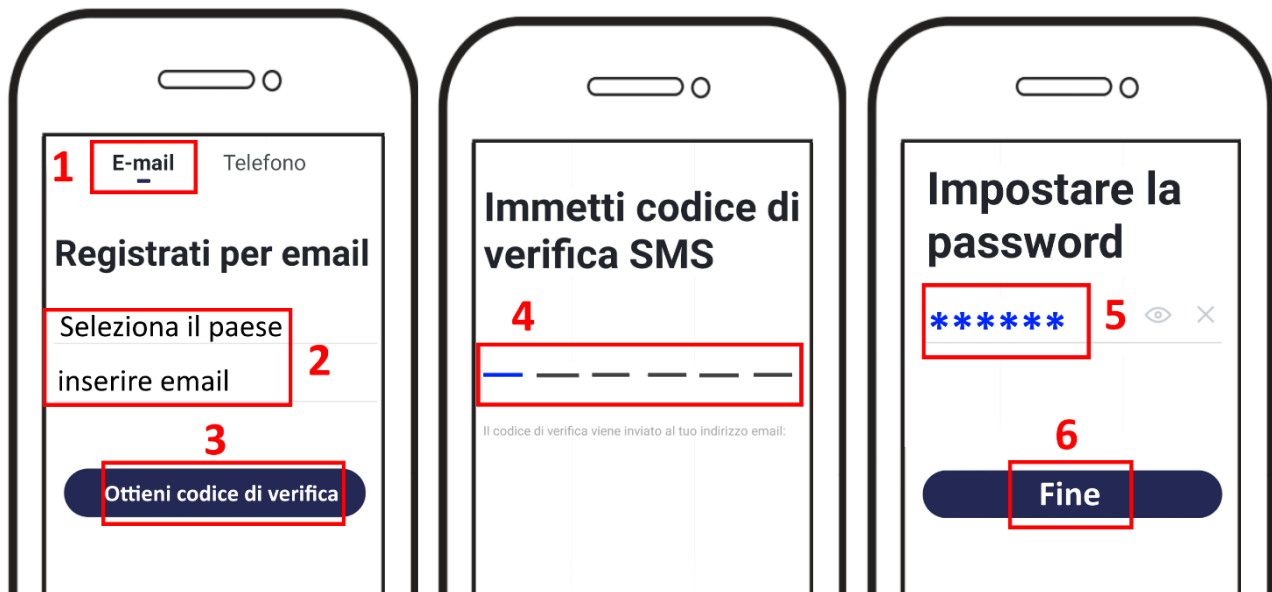 1
E-mail
Telefono
Registrati per email
Seleziona il paese
inserire email
2
3
Ottieni codice di verifica
Immetti codice di
verifica SMS
4
Il codice di verifica viene inviato al tuo indirizzo email:
Impostare la
password
******
5
6
Fine